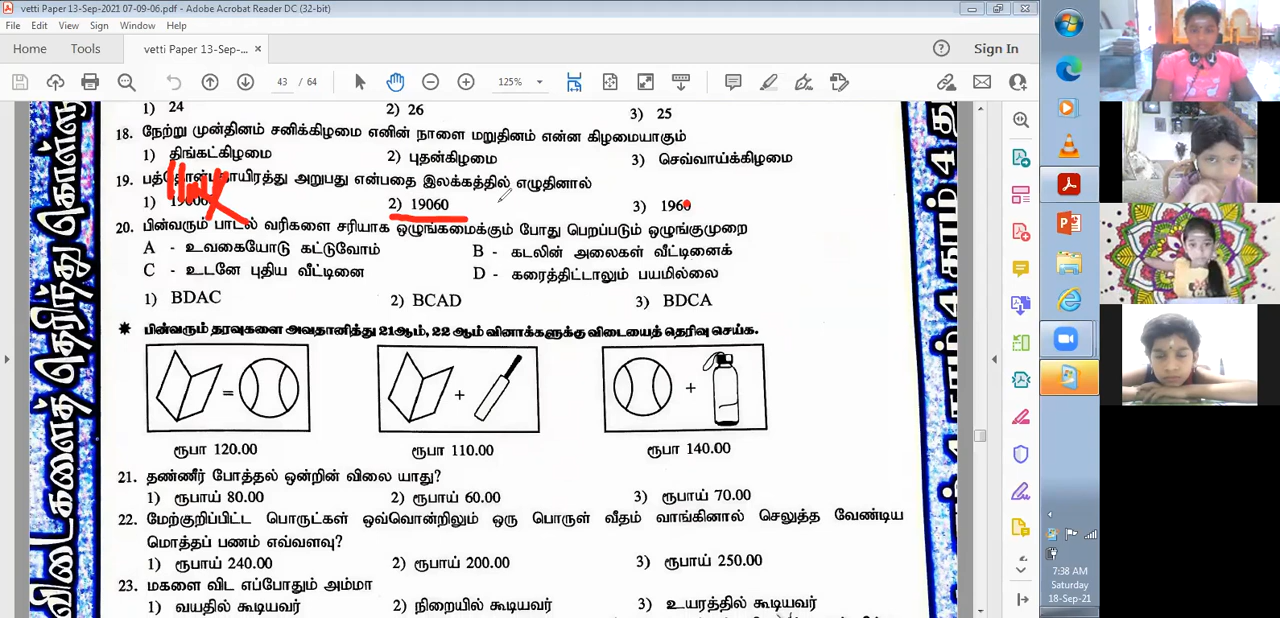 vetti Paper 13-Sep-2021 07-09-06.pdf - Adobe Acrobat Reader DC (32-bit)
File Edit View Sign Window Help
Home Tools vetti Paper 13-Sep-... × Sign In
43 / 64 125%
1) 24 2) 26 3) 25
18. நேற்று முன்தினம் சனிக்கிழமை எனின் நாளை மறுதினம் என்ன கிழமையாகும்
1) திங்கட்கிழமை 2) புதன்கிழமை 3) செவ்வாய்க்கிழமை
19. அறுபது என்பதை இலக்கத்தில் எழுதினால்
1) 2) 19060 3) 1960
20. பின்வரும் பாடல் வரிகளை சரியாக ஒழுங்கமைக்கும் போது பெறப்படும் ஒழுங்குமுறை
A - உவகையோடு கட்டுவோம் B - கடலின் அலைகள் வீட்டினைக்
C - உடனே புதிய வீட்டினை D - கரைத்திட்டாலும் பயமில்லை
1) BDAC 2) BCAD 3) BDCA
* பின்வரும் தரவுகளை அவதானித்து 21ஆம், 22 ஆம் வினாக்களுக்கு விடையைத் தெரிவு செய்க.
= + +
ரூபா 120.00 ரூபா 110.00 ரூபா 140.00
21. தண்ணீர் போத்தல் ஒன்றின் விலை யாது?
1) ரூபாய் 80.00 2) ரூபாய் 60.00 3) ரூபாய் 70.00
22. மேற்குறிப்பிட்ட பொருட்கள் ஒவ்வொன்றிலும் ஒரு பொருள் வீதம் வாங்கினால் செலுத்த வேண்டிய
மொத்தப் பணம் எவ்வளவு?
1) ரூபாய் 240.00 2) ரூபாய் 200.00 3) ரூபாய் 250.00
23. மகளை விட எப்போதும் அம்மா
1) வயதில் கூடியவர் 2) நிறையில் கூடியவர் 3) உயரத்தில் கூடியவர்
விடைகளைத் தெரிந்து கொள்ள
7:38 AM
Saturday
18-Sep-21